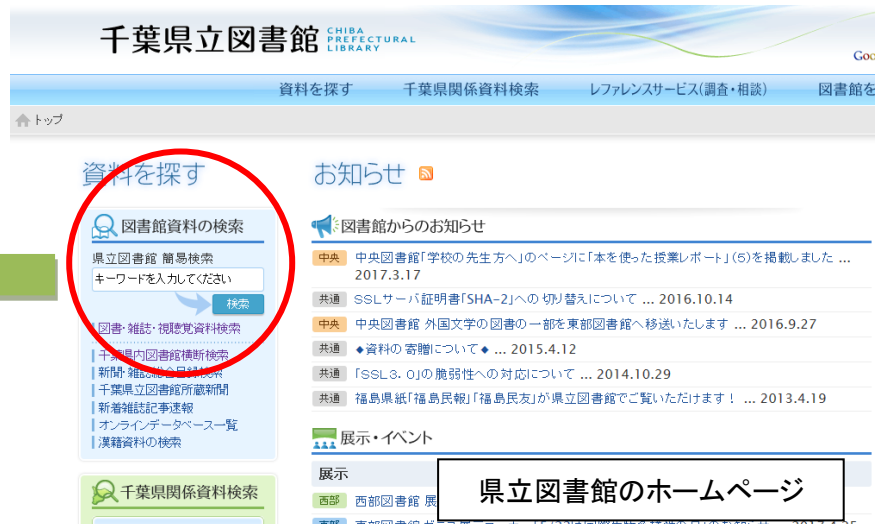 千葉県立図書館
CHIBA
PREFECTURAL
LIBRARY
Goo
資料を探す 千葉県関係資料検索 レファレンスサービス(調査・相談) 図書館を
トップ
資料を探す
図書館資料の検索
県立図書館 簡易検索
キーワードを入力してください
検索
図書・雑誌・視聴覚資料検索
千葉県内図書館横断検索
新聞・雑誌総合目録検索
千葉県立図書館所蔵新聞
新着雑誌記事速報
オンラインデータベース一覧
漢籍資料の検索
千葉県関係資料検索
お知らせ
図書館からのお知らせ
中央 中央図書館「学校の先生方へ」のページに「本を使った授業レポート」(5)を掲載しました ...
2017.3.17
共通 SSLサーバ証明書「SHA-2」への切り替えについて ... 2016.10.14
中央 中央図書館 外国文学の図書の一部を東部図書館へ移送いたします ... 2016.9.27
共通 ◆資料の寄贈について◆ ... 2015.4.12
共通 「SSL3.0」の脆弱性への対応について ... 2014.10.29
共通 福島県紙「福島民報」「福島民友」が県立図書館でご覧いただけます! ... 2013.4.19
展示・イベント
展示
西部 西部図書館 展
県立図書館のホームページ